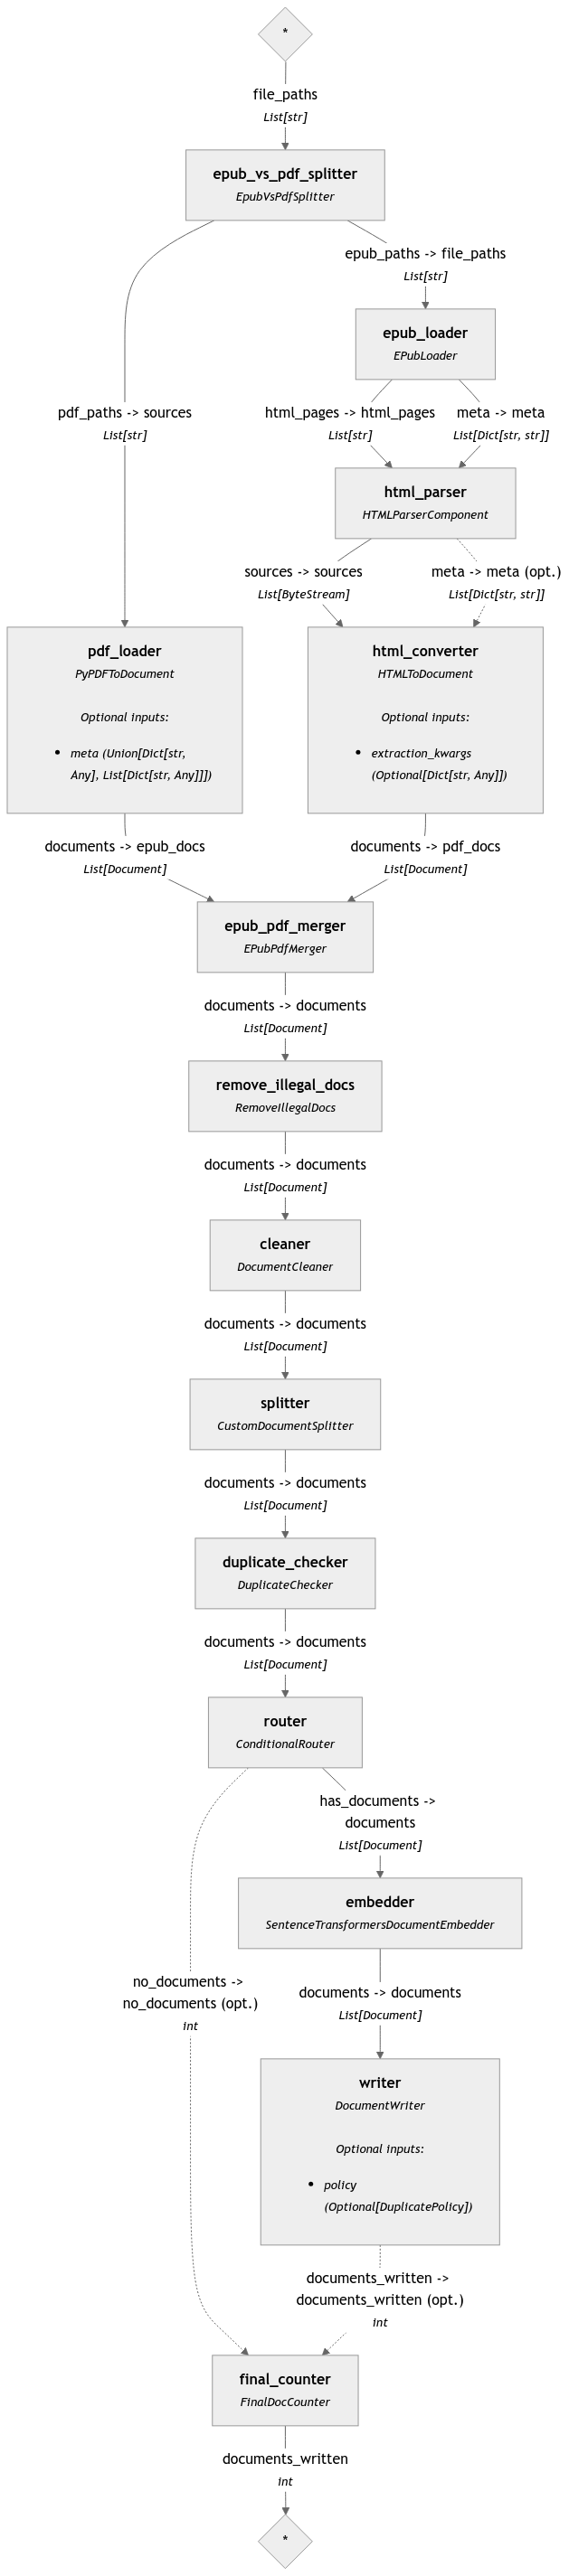 *
file_paths
List[str]
epub_vs_pdf_splitter
EpubVsPdfSplitter
epub_paths -> file_paths
List[str]
epub_loader
EPubLoader
pdf_paths -> sources
List[str]
html_pages -> html_pages
List[str]
meta -> meta
List[Dict[str, str]]
html_parser
HTMLParserComponent
sources -> sources
List[ByteStream]
meta -> meta (opt.)
List[Dict[str, str]]
pdf_loader
PyPDFToDocument
Optional inputs:
• meta (Union[Dict[str,
Any], List[Dict[str, Any]]])
html_converter
HTMLToDocument
Optional inputs:
• extraction_kwargs
(Optional[Dict[str, Any]])
documents -> epub_docs
List[Document]
documents -> pdf_docs
List[Document]
epub_pdf_merger
EPubPdfMerger
documents -> documents
List[Document]
remove_illegal_docs
RemoveIllegalDocs
documents -> documents
List[Document]
cleaner
DocumentCleaner
documents -> documents
List[Document]
splitter
CustomDocumentSplitter
documents -> documents
List[Document]
duplicate_checker
DuplicateChecker
documents -> documents
List[Document]
router
ConditionalRouter
has_documents ->
documents
List[Document]
embedder
SentenceTransformersDocumentEmbedder
no_documents ->
no_documents (opt.)
int
documents -> documents
List[Document]
writer
DocumentWriter
Optional inputs:
• policy
(Optional[DuplicatePolicy])
documents_written ->
documents_written (opt.)
int
final_counter
FinalDocCounter
documents_written
int
*